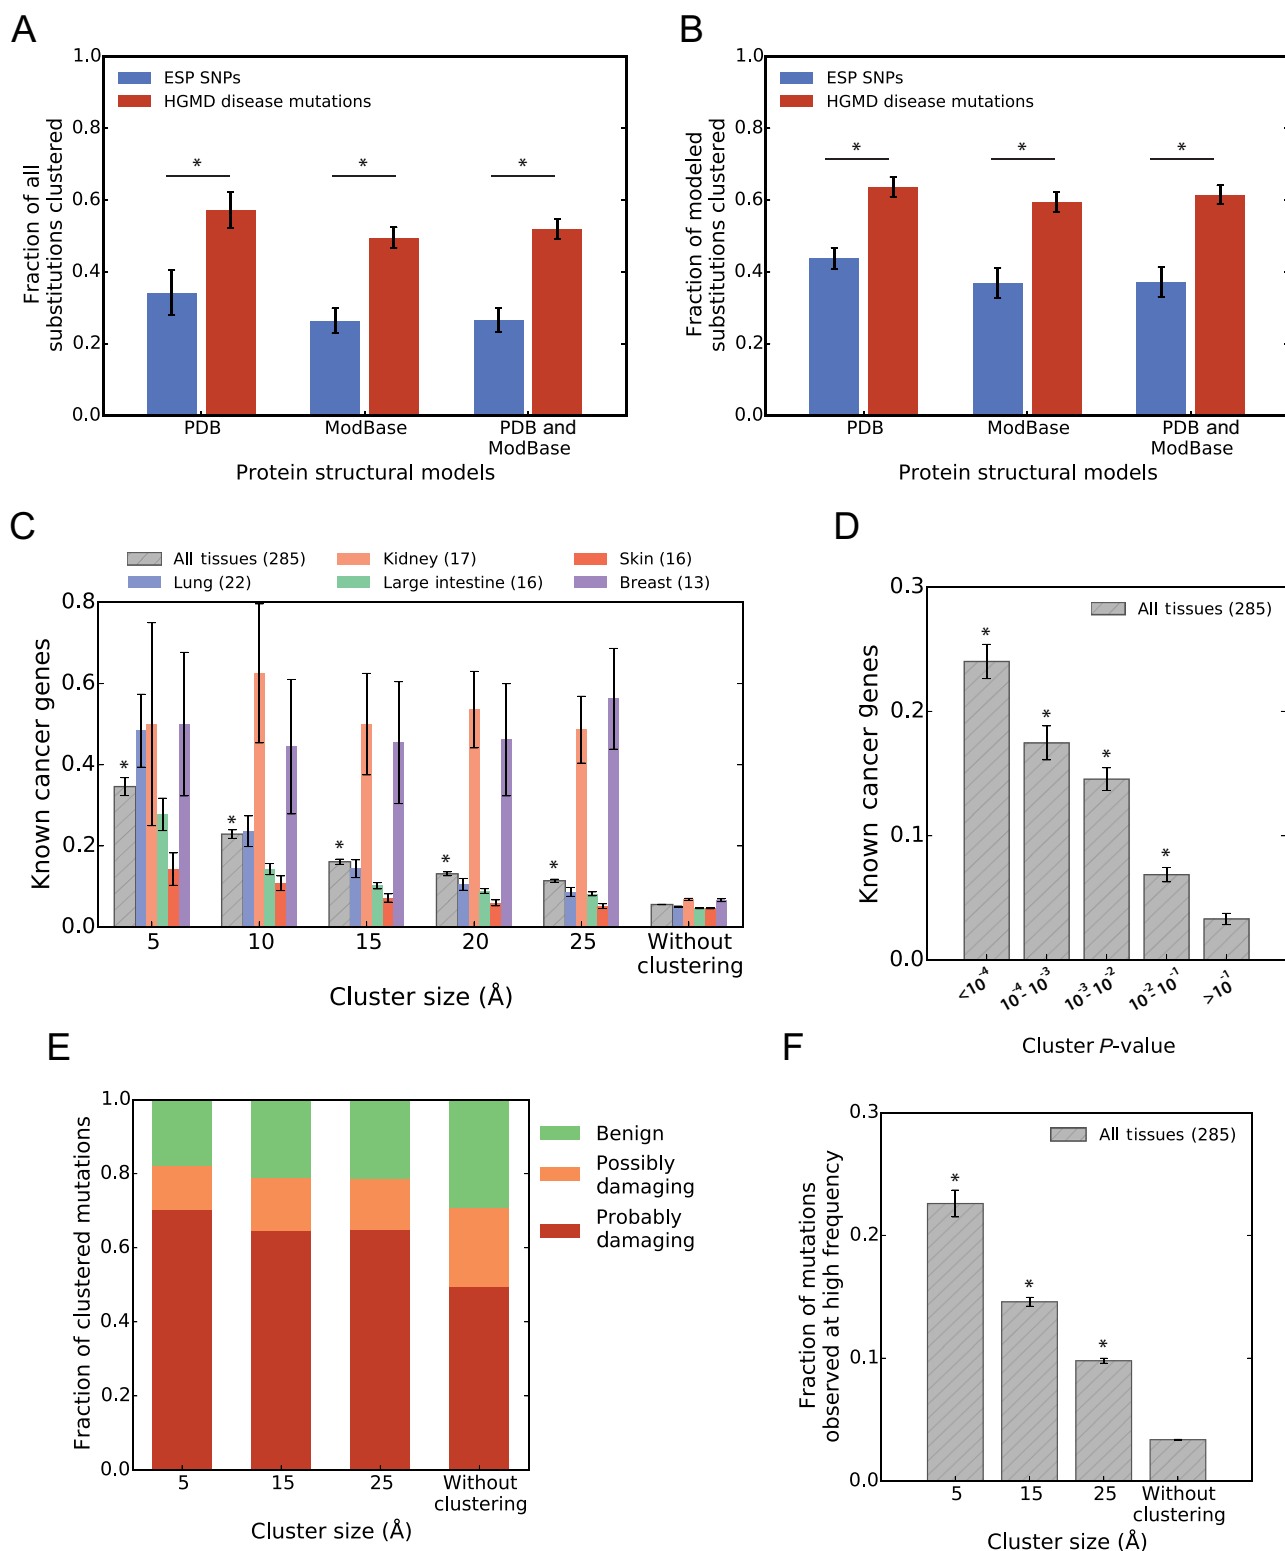 A
1.0
0.8
0.6
0.4
0.2
0.0
Fraction of all
substitutions clustered
ESP SNPs
HGMD disease mutations
*
*
*
PDB
ModBase
PDB and
ModBase
Protein structural models
B
1.0
0.8
0.6
0.4
0.2
0.0
Fraction of modeled
substitutions clustered
ESP SNPs
HGMD disease mutations
*
*
*
PDB
ModBase
PDB and
ModBase
Protein structural models
C
All tissues (285)
Kidney (17)
Skin (16)
Lung (22)
Large intestine (16)
Breast (13)
0.8
0.6
0.4
0.2
0.0
Known cancer genes
*
*
*
*
*
5
10
15
20
25
Without
clustering
Cluster size (Å)
D
0.3
0.2
0.1
0.0
Known cancer genes
All tissues (285)
*
*
*
*
<10⁻⁴
10⁻⁴-10⁻³
10⁻³-10⁻²
10⁻²-10⁻¹
>10⁻¹
Cluster P-value
E
1.0
0.8
0.6
0.4
0.2
0.0
Fraction of clustered mutations
Benign
Possibly
damaging
Probably
damaging
5
15
25
Without
clustering
Cluster size (Å)
F
0.3
0.2
0.1
0.0
Fraction of mutations
observed at high frequency
All tissues (285)
*
*
*
5
15
25
Without
clustering
Cluster size (Å)